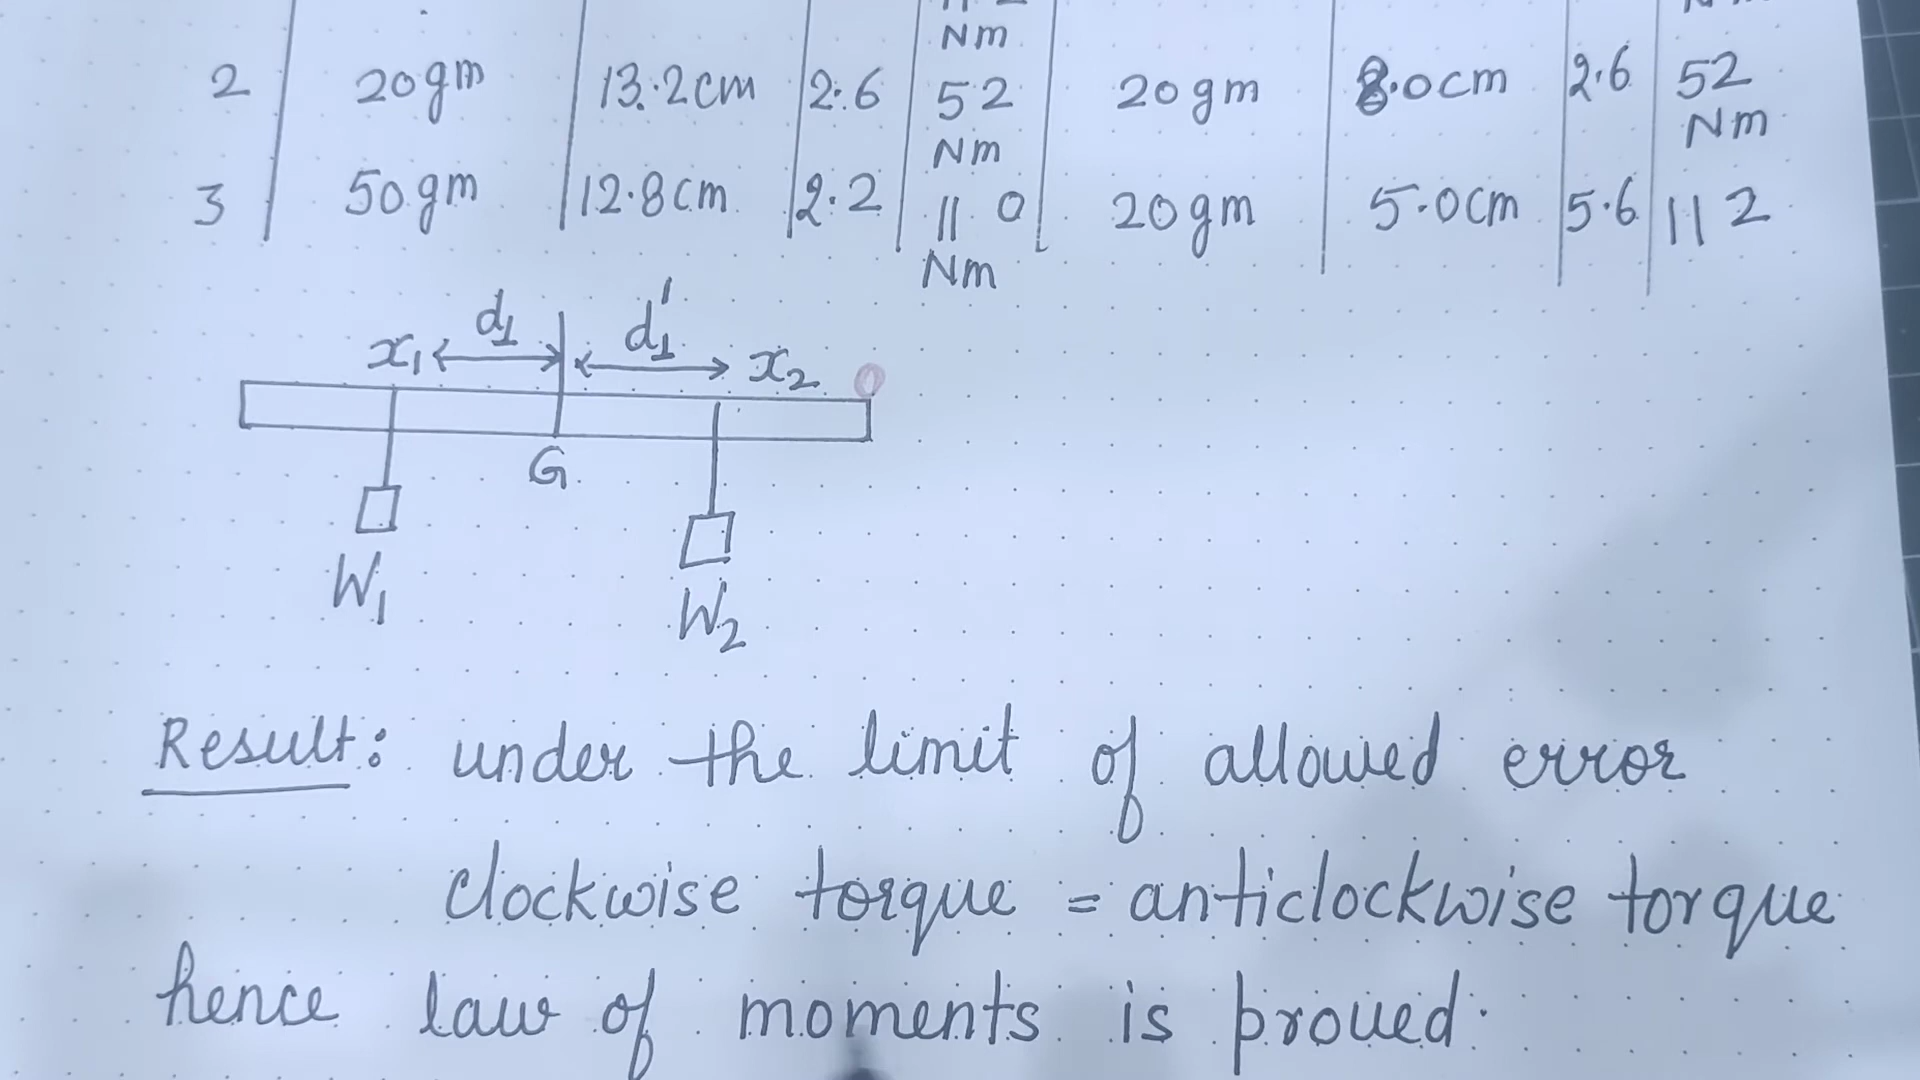 Nm
2 20gm 13.2cm 2.6 52 Nm 20gm 8.0cm 2.6 52 Nm
3 50gm 12.8cm 2.2 110 Nm 20gm 5.0cm 5.6 112
x₁ d₁ d₁' x₂
G
W₁
W₂
Result: under the limit of allowed error
clockwise torque = anticlockwise torque
hence law of moments is proved.